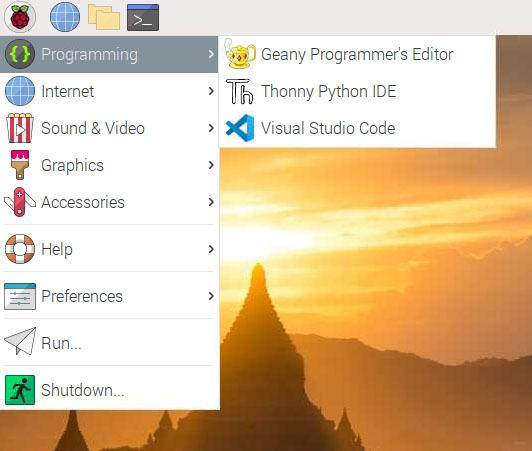 Programming
Internet
Sound & Video
Graphics
Accessories
Help
Preferences
Run...
Shutdown...
Geany Programmer's Editor
Th Thonny Python IDE
Visual Studio Code